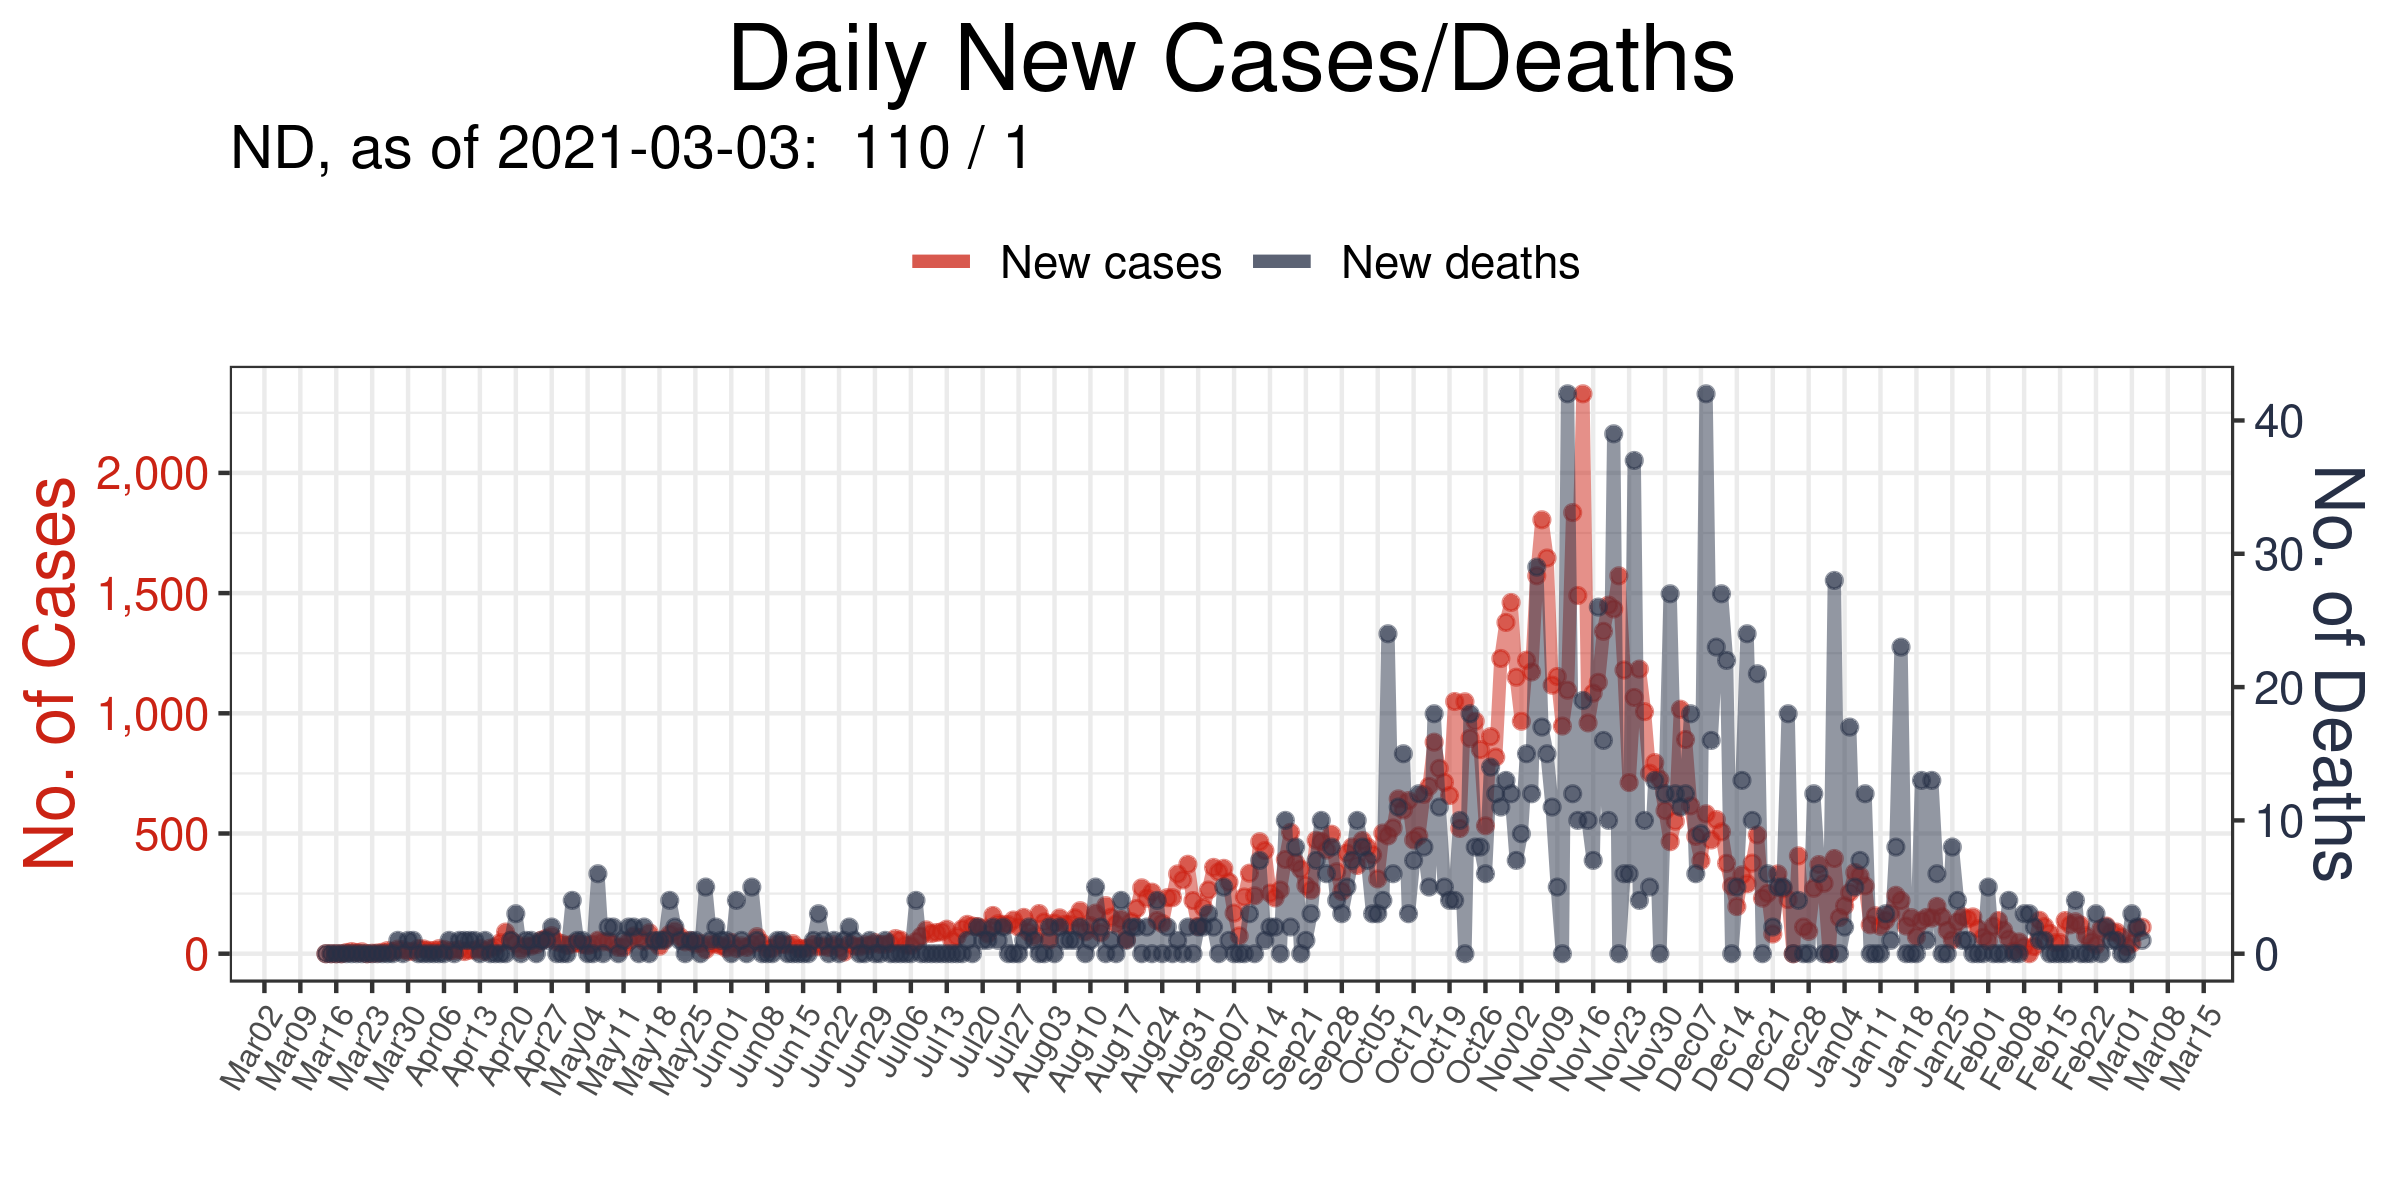 Daily New Cases/Deaths
ND, as of 2021-03-03:  110 / 1
New cases
New deaths
No. of Cases
2,000
1,500
1,000
500
0
40
30
20
10
0
No. of Deaths
Mar02
Mar09
Mar16
Mar23
Mar30
Apr06
Apr13
Apr20
Apr27
May04
May11
May18
May25
Jun01
Jun08
Jun15
Jun22
Jun29
Jul06
Jul13
Jul20
Jul27
Aug03
Aug10
Aug17
Aug24
Aug31
Sep07
Sep14
Sep21
Sep28
Oct05
Oct12
Oct19
Oct26
Nov02
Nov09
Nov16
Nov23
Nov30
Dec07
Dec14
Dec21
Dec28
Dec28
Jan04
Jan11
Jan18
Jan25
Feb01
Feb08
Feb15
Feb22
Mar01
Mar08
Mar15